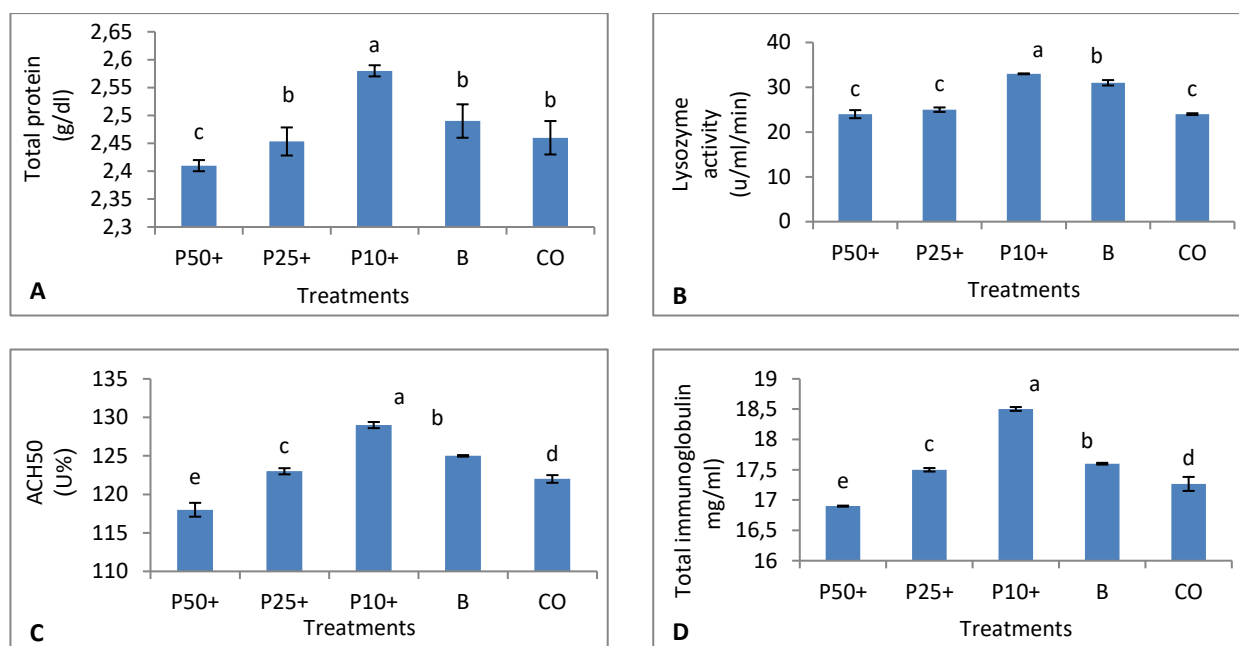 Total protein
(g/dl)
2,65
2,6
2,55
2,5
2,45
2,4
2,35
2,3
c
b
a
b
b
P50+ P25+ P10+ B CO
Treatments
A
Lysozyme
activity
(u/ml/min)
40
30
20
10
0
c
c
a
b
c
P50+ P25+ P10+ B CO
Treatments
B
ACH50
(U%)
135
130
125
120
115
110
e
c
a
b
d
P50+ P25+ P10+ B CO
Treatments
C
Total immunoglobulin
mg/ml
19
18,5
18
17,5
17
16,5
16
e
c
a
b
d
P50+ P25+ P10+ B CO
Treatments
D